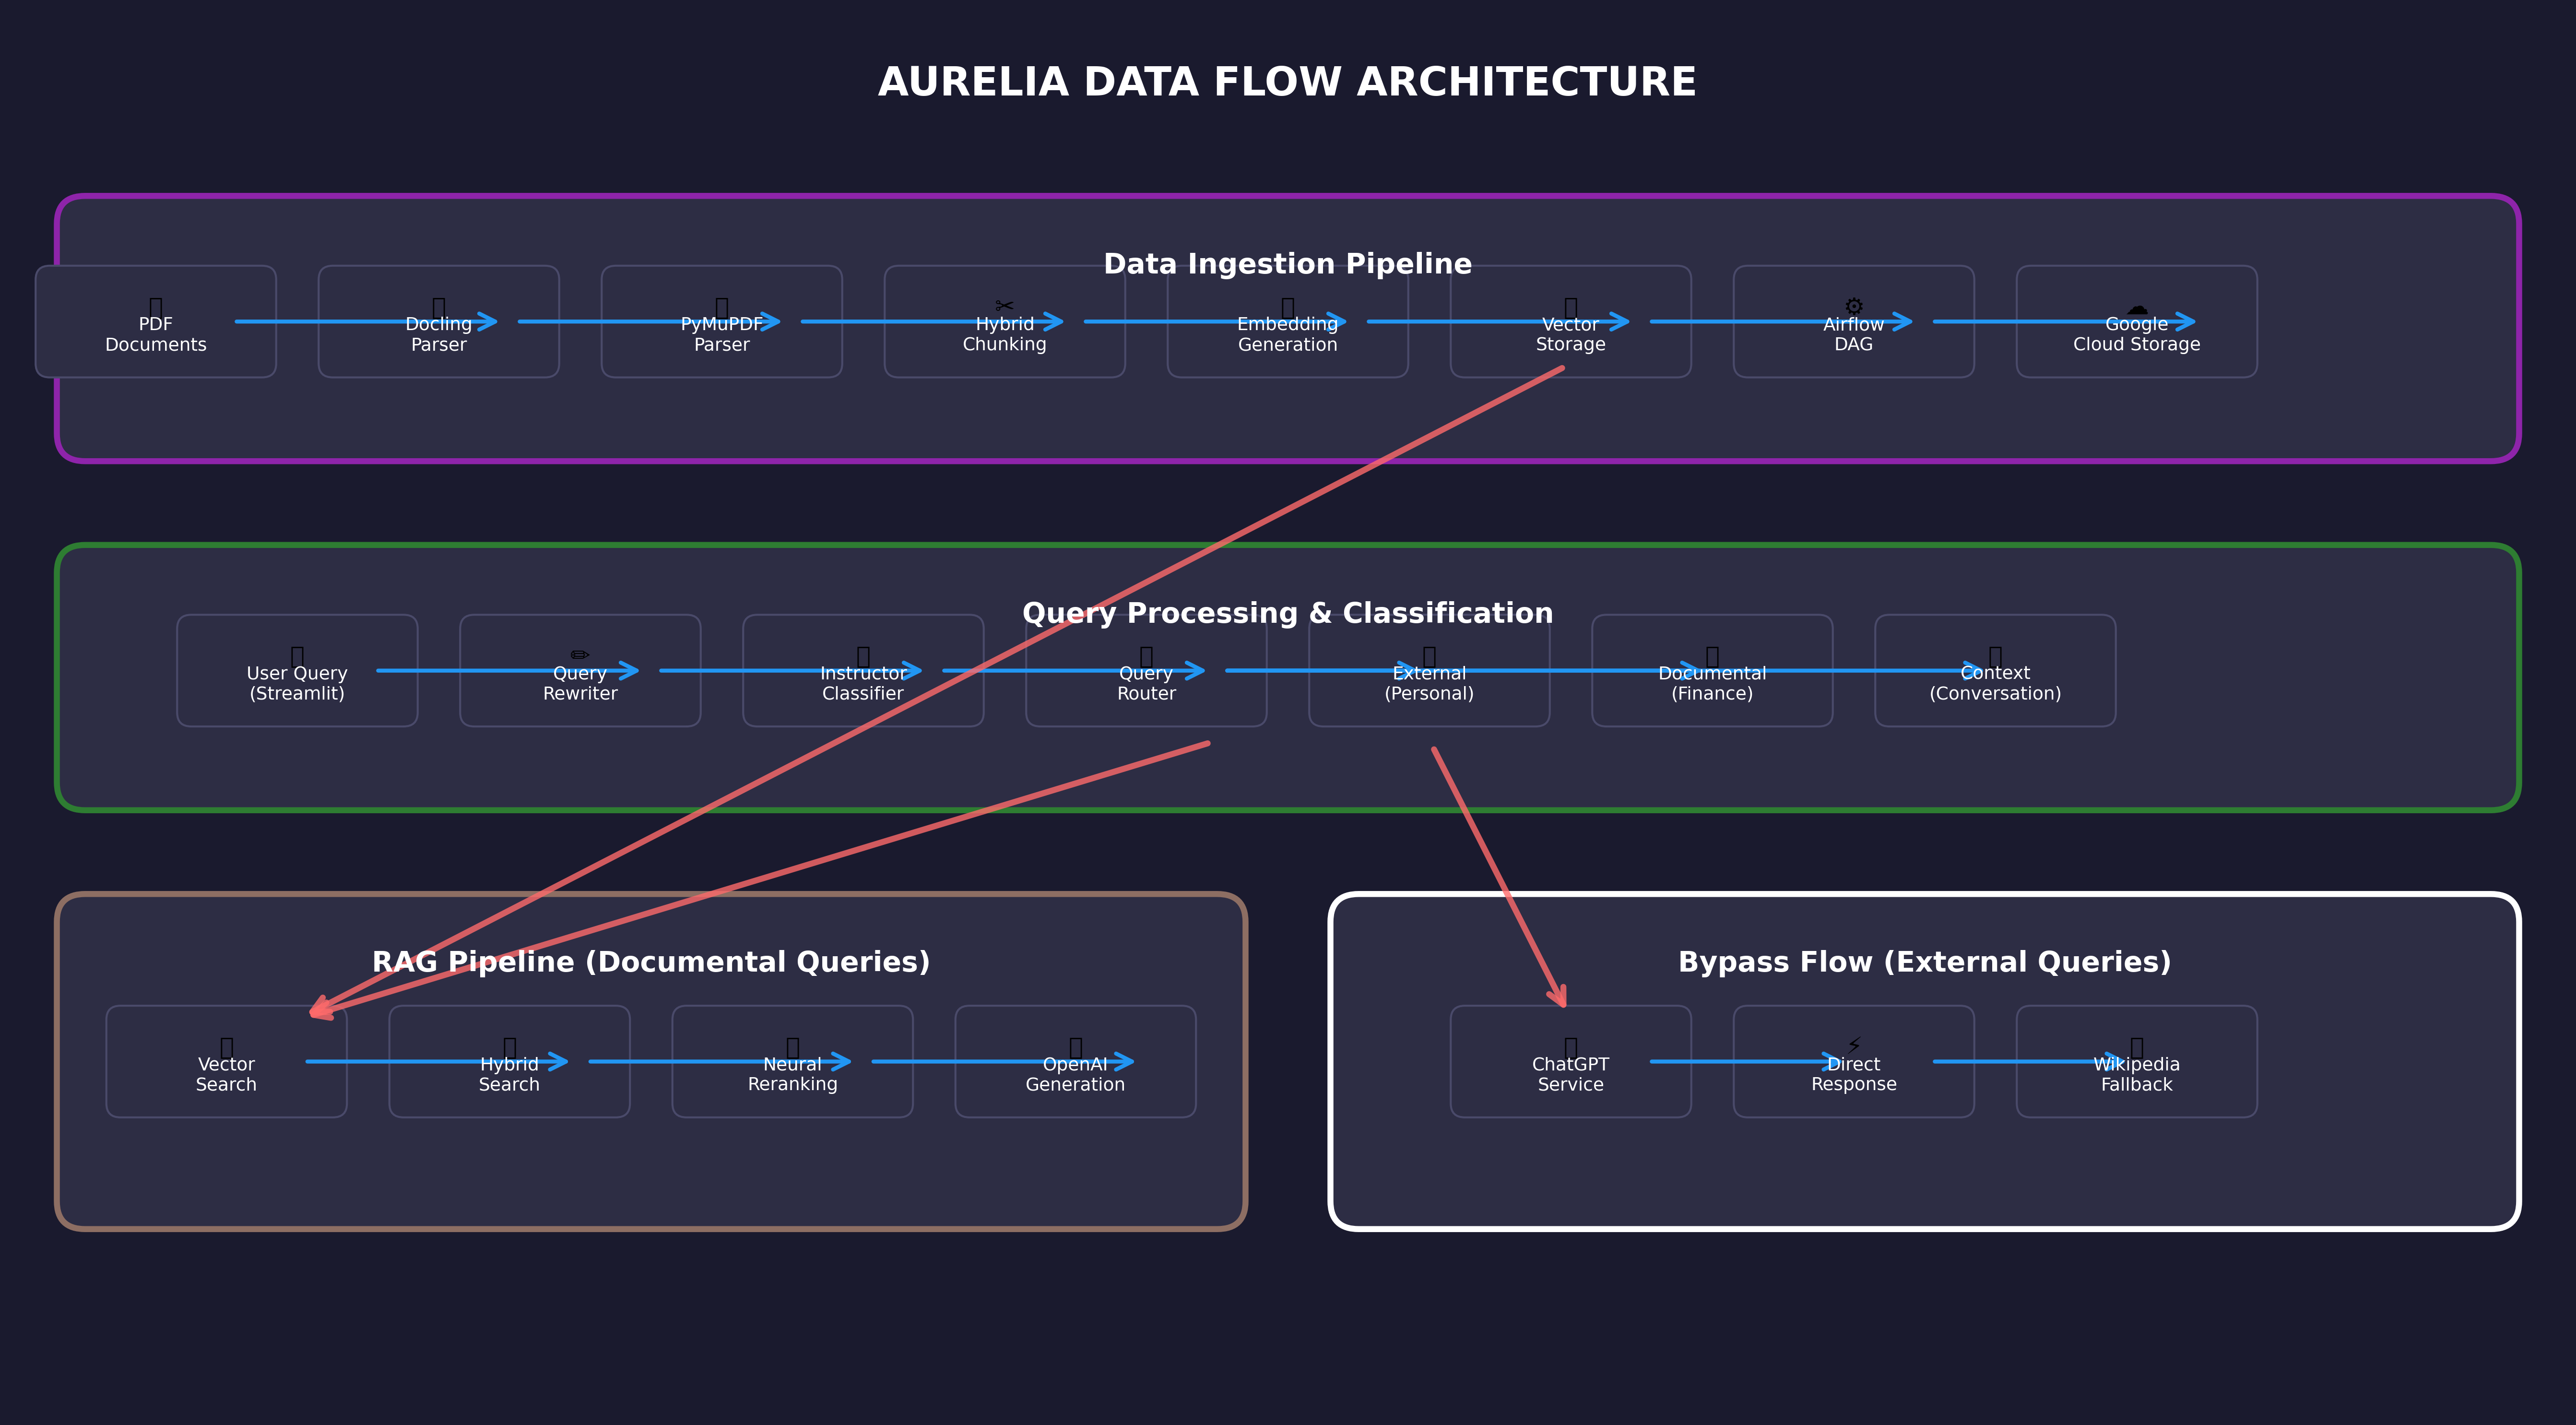 AURELIA DATA FLOW ARCHITECTURE
Data Ingestion Pipeline
PDF
Documents
Docling
Parser
PyMuPDF
Parser
Hybrid
Chunking
Embedding
Generation
Vector
Storage
Airflow
DAG
Google
Cloud Storage
Query Processing & Classification
User Query
(Streamlit)
Query
Rewriter
Instructor
Classifier
Query
Router
External
(Personal)
Documental
(Finance)
Context
(Conversation)
RAG Pipeline (Documental Queries)
Vector
Search
Hybrid
Search
Neural
Reranking
OpenAI
Generation
Bypass Flow (External Queries)
ChatGPT
Service
Direct
Response
Wikipedia
Fallback